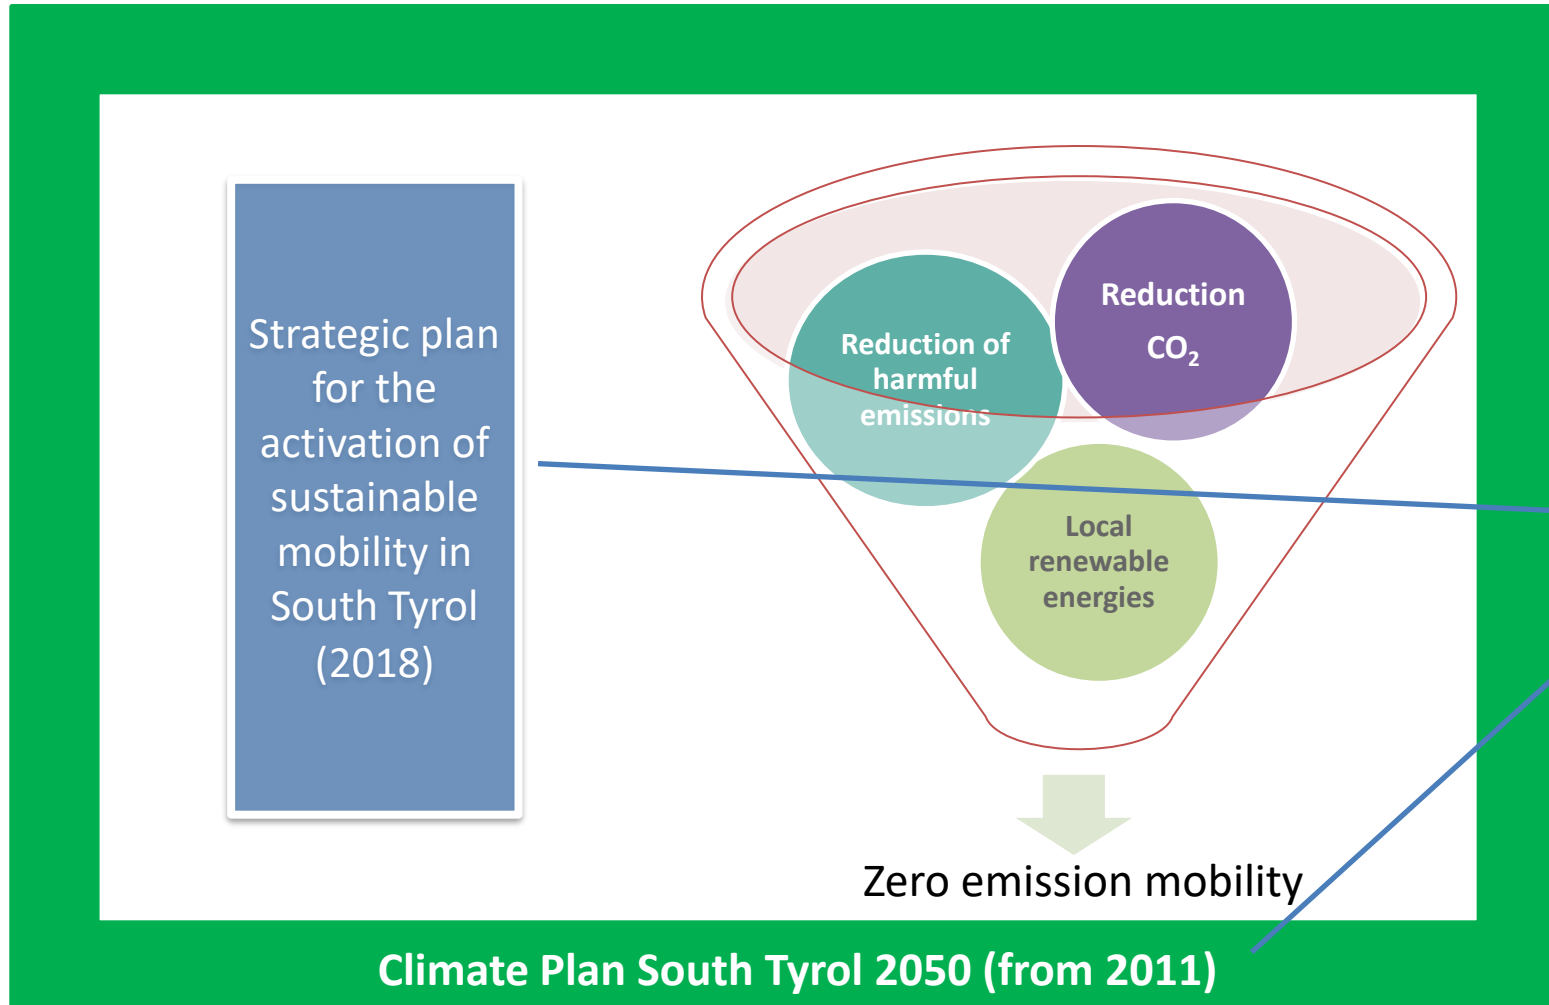 Strategic plan
for the
activation of
sustainable
mobility in
South Tyrol
(2018)
Reduction of
harmful
emissions
Reduction
CO₂
Local
renewable
energies
Zero emission mobility
Climate Plan South Tyrol 2050 (from 2011)